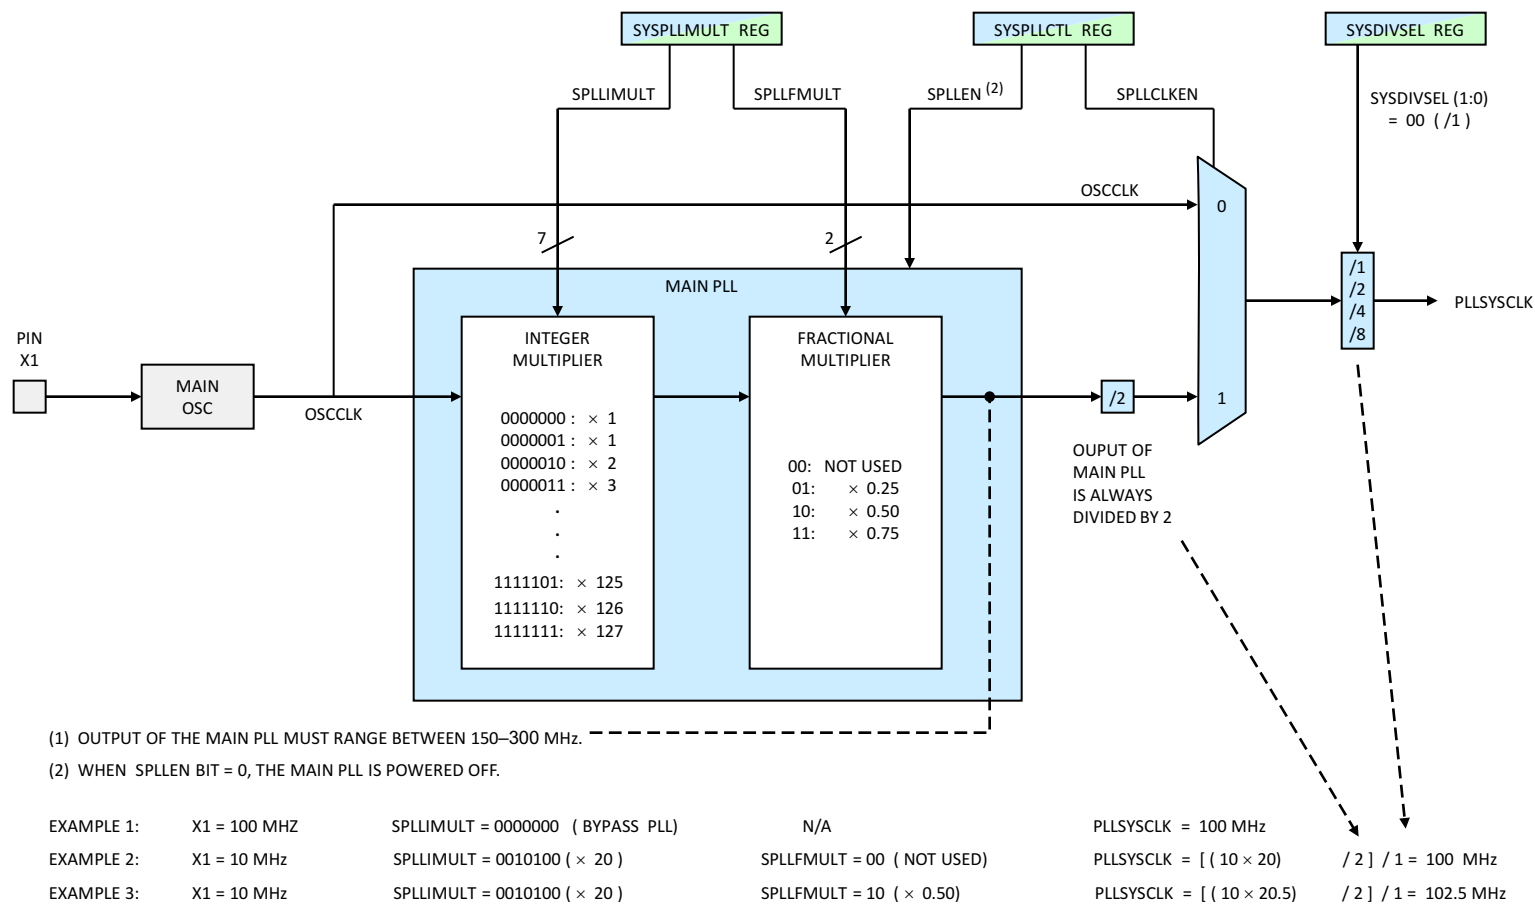 SYSPLLMULT REG
SYSPLLCTL REG
SYSDIVSEL REG
SPLLIMULT
SPLLFMULT
SPLLEN (2)
SPLLCLKEN
SYSDIVSEL (1:0)
= 00 ( /1 )
OSCCLK
0
7
2
MAIN PLL
/1
/2
/4
/8
PLLSYSCLK
PIN
X1
MAIN
OSC
OSCCLK
INTEGER
MULTIPLIER
0000000 : × 1
0000001 : × 1
0000010 : × 2
0000011 : × 3
.
.
.
1111101: × 125
1111110: × 126
1111111: × 127
FRACTIONAL
MULTIPLIER
00: NOT USED
01: × 0.25
10: × 0.50
11: × 0.75
/2
1
OUPUT OF
MAIN PLL
IS ALWAYS
DIVIDED BY 2
(1) OUTPUT OF THE MAIN PLL MUST RANGE BETWEEN 150–300 MHz.
(2) WHEN SPLLEN BIT = 0, THE MAIN PLL IS POWERED OFF.
EXAMPLE 1: X1 = 100 MHZ SPLLIMULT = 0000000 ( BYPASS PLL) N/A PLLSYSCLK = 100 MHz
EXAMPLE 2: X1 = 10 MHz SPLLIMULT = 0010100 ( × 20 ) SPLLFMULT = 00 ( NOT USED) PLLSYSCLK = [ ( 10 × 20) / 2 ] / 1 = 100 MHz
EXAMPLE 3: X1 = 10 MHz SPLLIMULT = 0010100 ( × 20 ) SPLLFMULT = 10 ( × 0.50) PLLSYSCLK = [ ( 10 × 20.5) / 2 ] / 1 = 102.5 MHz